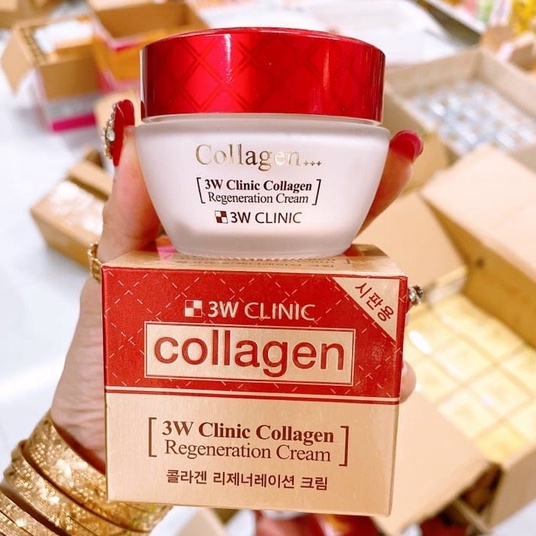 Collagen...
[ 3W Clinic Collagen
Regeneration Cream ]
3W CLINIC
3W CLINIC
시판용
collagen
[ 3W Clinic Collagen
Regeneration Cream ]
콜라겐 리제너레이션 크림